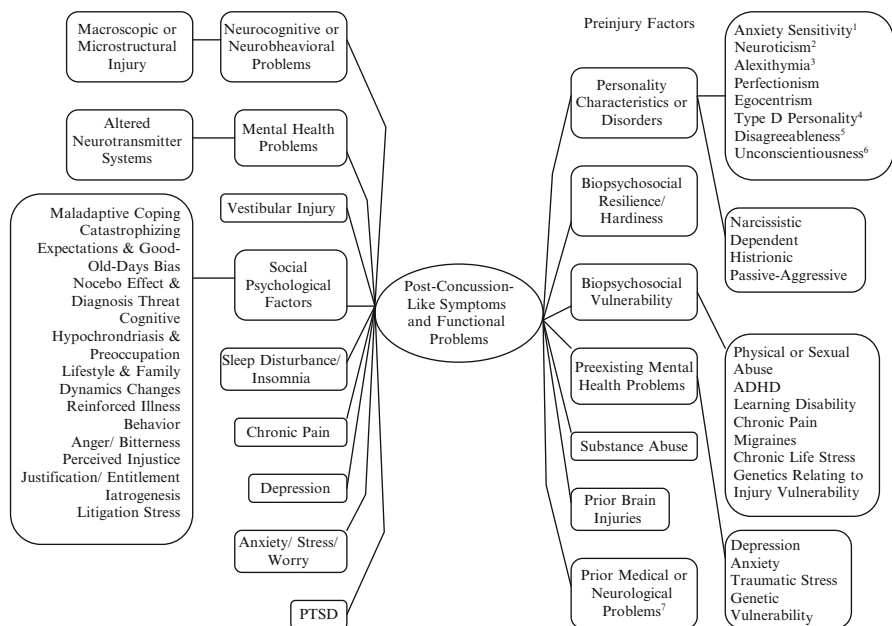 Macroscopic or
Microstructural
Injury
Neurocognitive or
Neurobheavioral
Problems
Altered
Neurotransmitter
Systems
Mental Health
Problems
Vestibular Injury
Maladaptive Coping
Catastrophizing
Expectations & Good-
Old-Days Bias
Nocebo Effect &
Diagnosis Threat
Cognitive
Hypochrondriasis &
Preoccupation
Lifestyle & Family
Dynamics Changes
Reinforced Illness
Behavior
Anger/ Bitterness
Perceived Injustice
Justification/ Entitlement
Iatrogenesis
Litigation Stress
Social
Psychological
Factors
Sleep Disturbance/
Insomnia
Chronic Pain
Depression
Anxiety/ Stress/
Worry
PTSD
Post-Concussion-
Like Symptoms
and Functional
Problems
Preinjury Factors
Personality
Characteristics or
Disorders
Biopsychosocial
Resilience/
Hardiness
Biopsychosocial
Vulnerability
Preexisting Mental
Health Problems
Substance Abuse
Prior Brain
Injuries
Prior Medical or
Neurological
Problems⁷
Anxiety Sensitivity¹
Neuroticism²
Alexithymia³
Perfectionism
Egocentrism
Type D Personality⁴
Disagreeableness⁵
Unconscientiousness⁶
Narcissistic
Dependent
Histrionic
Passive-Aggressive
Physical or Sexual
Abuse
ADHD
Learning Disability
Chronic Pain
Migraines
Chronic Life Stress
Genetics Relating to
Injury Vulnerability
Depression
Anxiety
Traumatic Stress
Genetic
Vulnerability